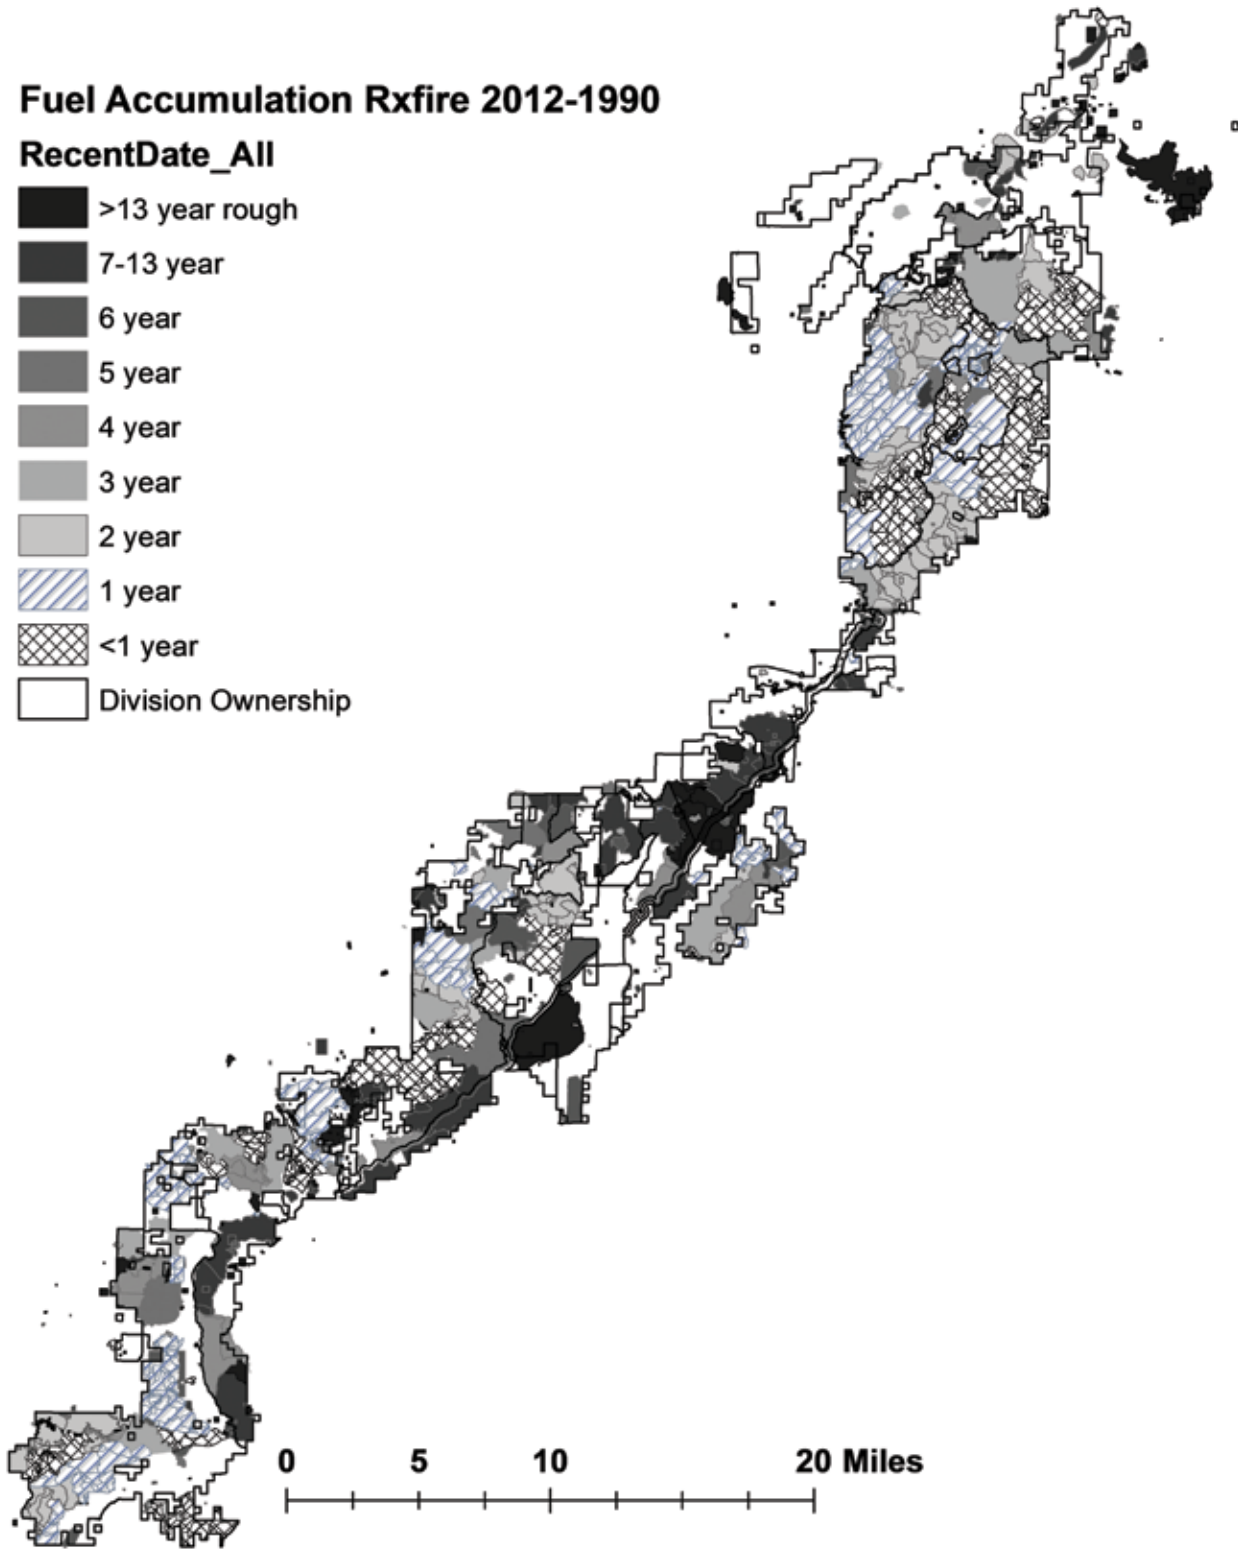 Fuel Accumulation Rxfire 2012-1990
RecentDate_All
>13 year rough
7-13 year
6 year
5 year
4 year
3 year
2 year
1 year
<1 year
Division Ownership
0 5 10 20 Miles